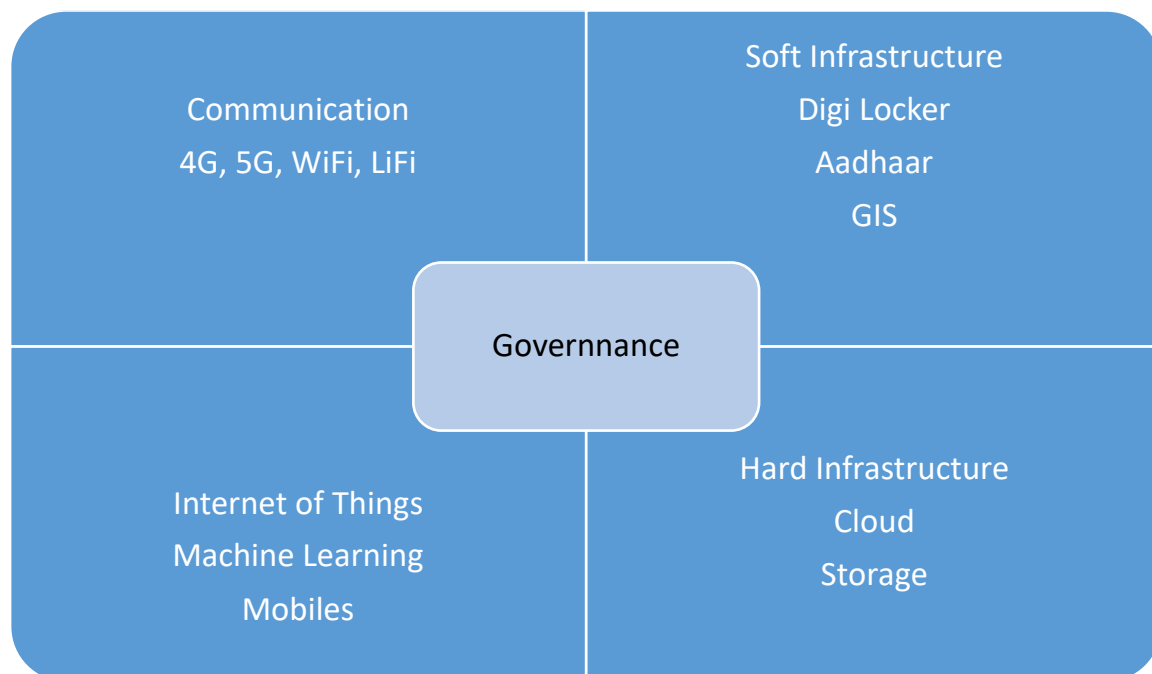 Communication
4G, 5G, WiFi, LiFi
Soft Infrastructure
Digi Locker
Aadhaar
GIS
Governnance
Internet of Things
Machine Learning
Mobiles
Hard Infrastructure
Cloud
Storage